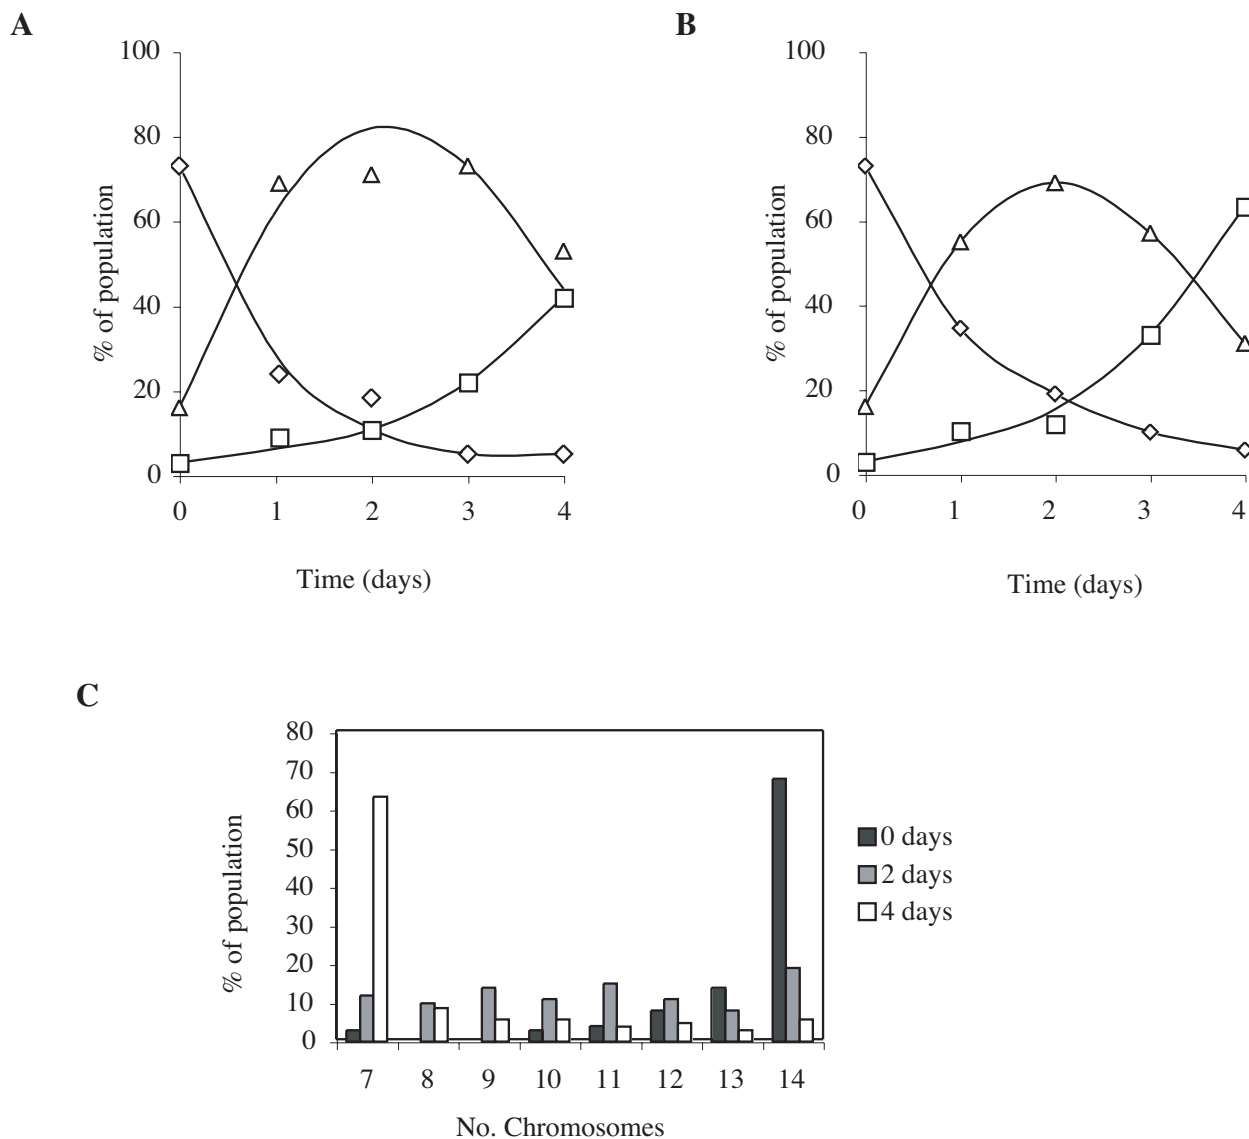 A
100
80
60
40
20
0
% of population
0 1 2 3 4
Time (days)
B
100
80
60
40
20
0
% of population
0 1 2 3 4
Time (days)
C
80
70
60
50
40
30
20
10
0
% of population
7 8 9 10 11 12 13 14
No. Chromosomes
0 days
2 days
4 days